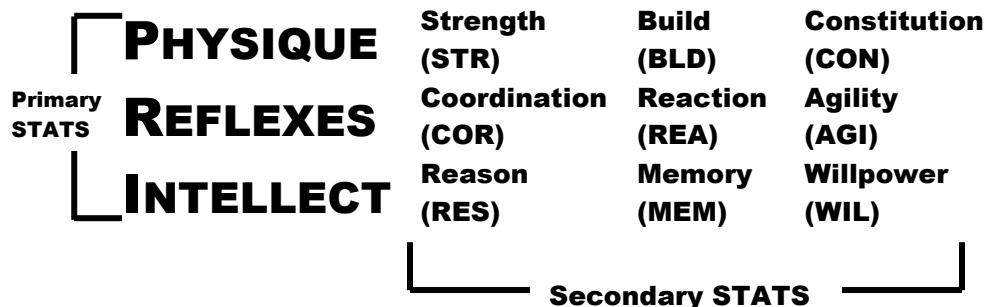 PHYSIQUE Strength Build Constitution
(STR) (BLD) (CON)
Primary
STATS
REFLEXES Coordination Reaction Agility
(COR) (REA) (AGI)
INTELLECT Reason Memory Willpower
(RES) (MEM) (WIL)
Secondary STATS